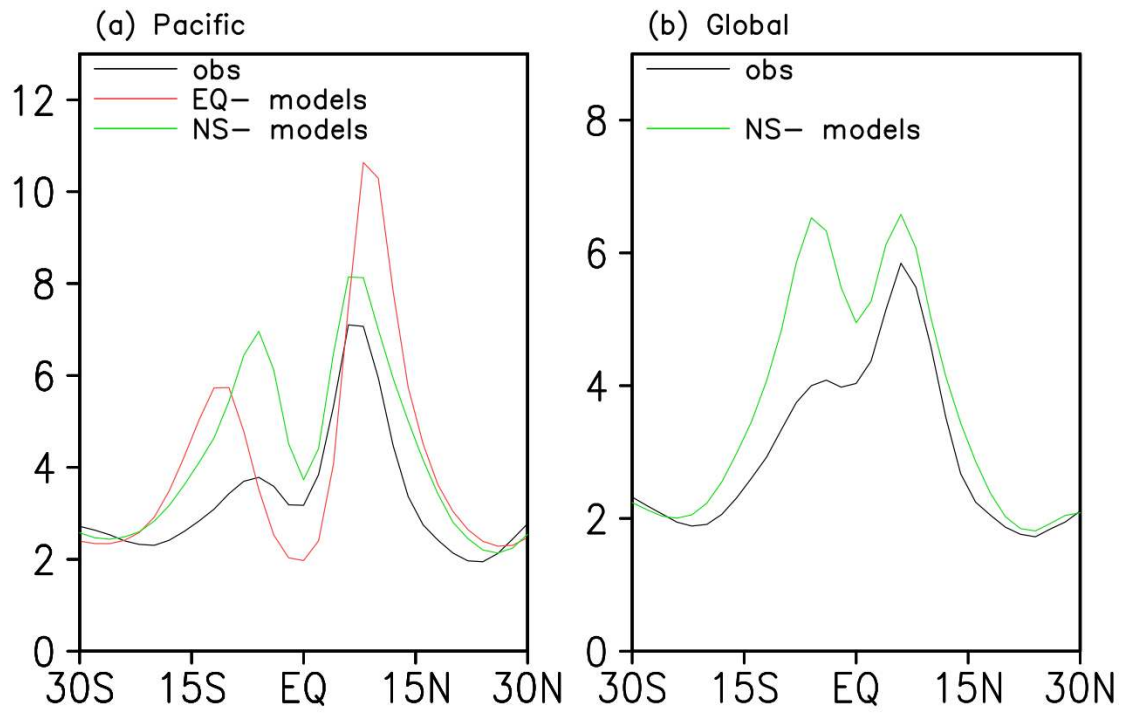 (a) Pacific
obs
EQ- models
NS- models
12
10
8
6
4
2
0
30S 15S EQ 15N 30N
(b) Global
obs
NS- models
8
6
4
2
0
30S 15S EQ 15N 30N